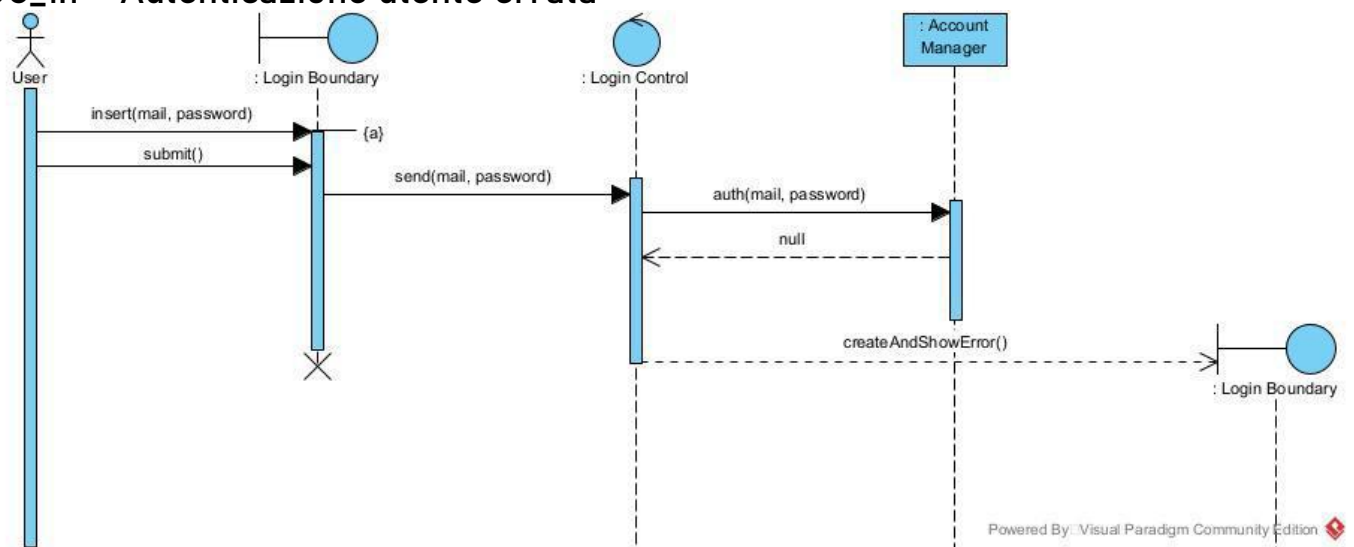 Autenticazione utente errata
: Account
Manager
User
: Login Boundary
: Login Control
insert(mail, password)
{a}
submit()
send(mail, password)
auth(mail, password)
null
createAndShowError()
: Login Boundary
Powered By Visual Paradigm Community Edition